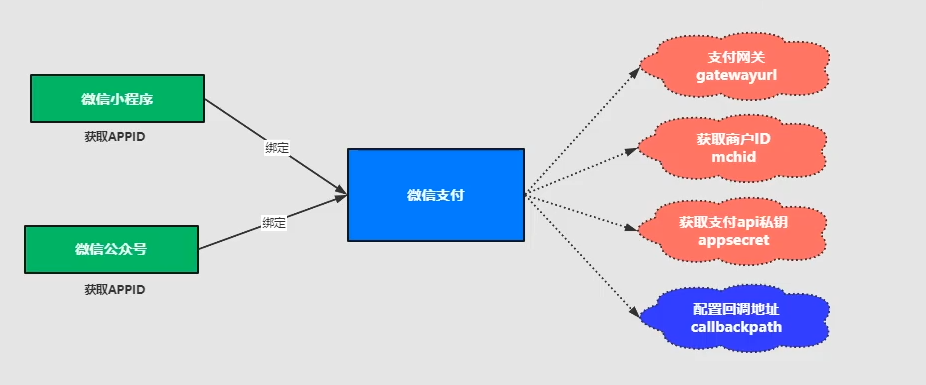 微信小程序
获取APPID
绑定
微信公众号
获取APPID
绑定
微信支付
支付网关
gatewayurl
获取商户ID
mchid
获取支付api私钥
appsecret
配置回调地址
callbackpath